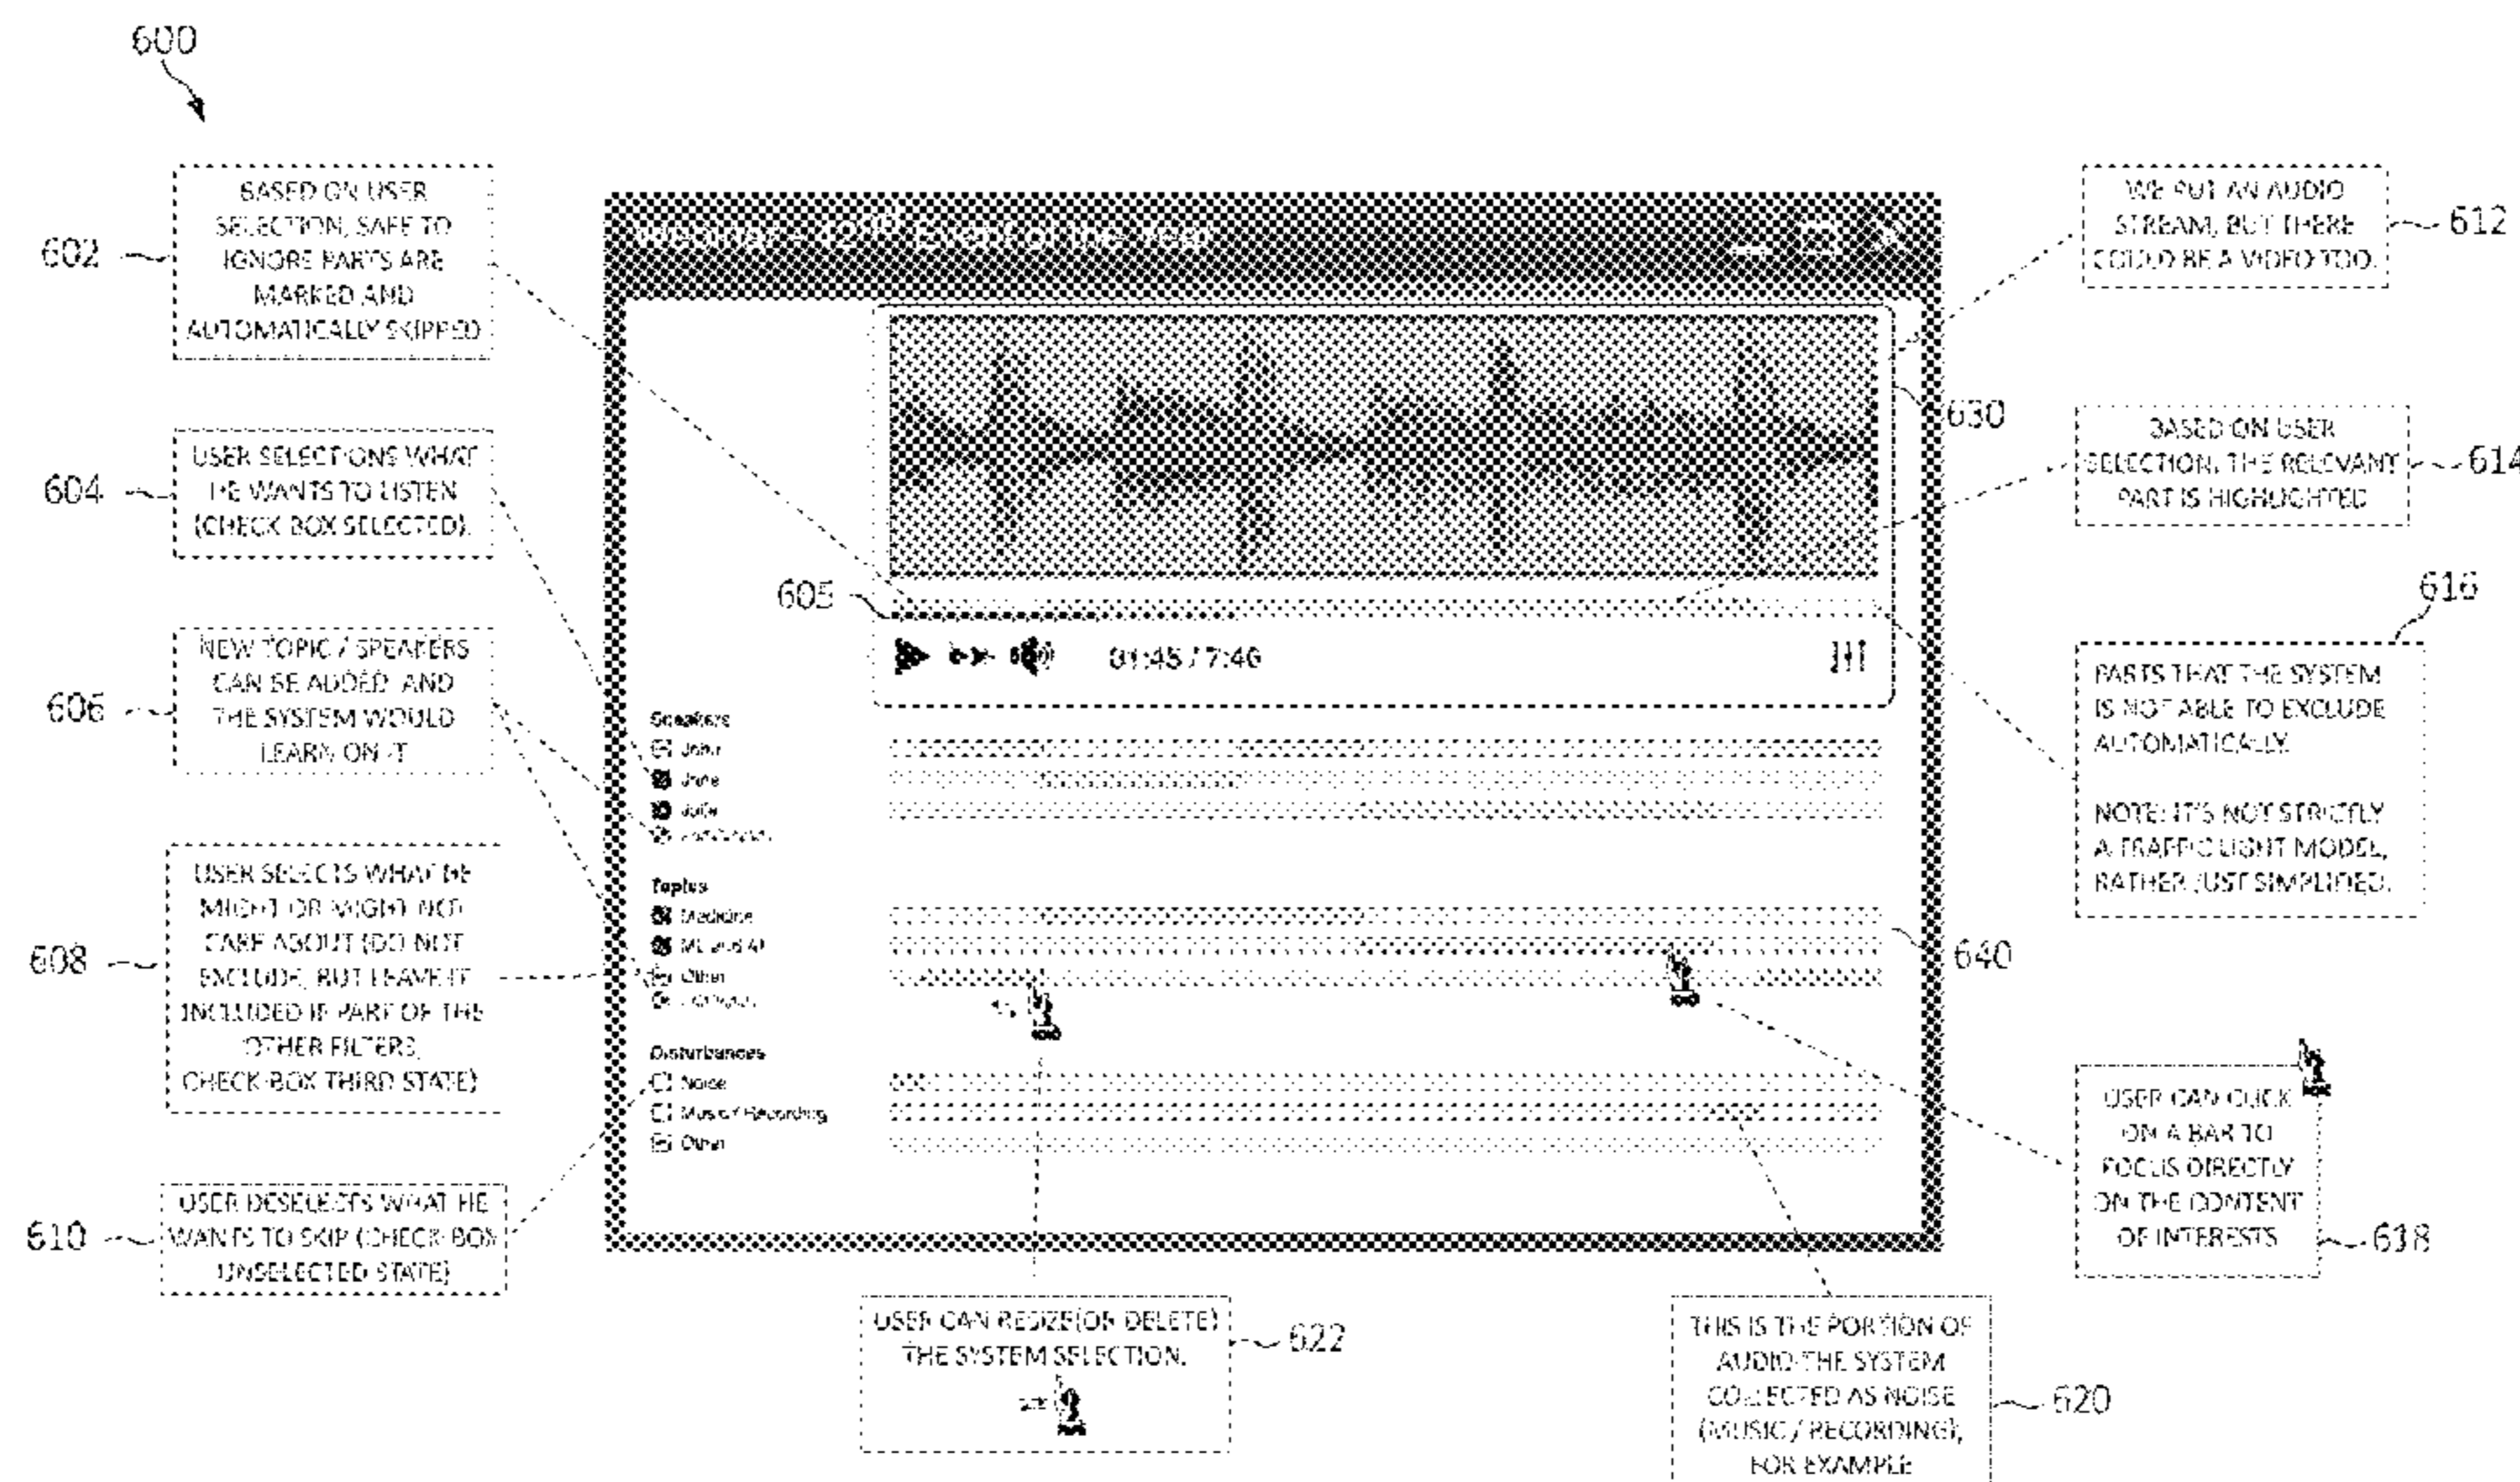 600
602
BASED ON USER
SELECTION, SAFE TO
IGNORE PARTS ARE
MARKED AND
AUTOMATICALLY SKIPPED
604
USER SELECTIONS WHAT
HE WANTS TO LISTEN
(CHECK BOX SELECTED).
606
NEW TOPIC / SPEAKERS
CAN BE ADDED AND
THE SYSTEM WOULD
LEARN ON IT
608
USER SELECTS WHAT HE
MIGHT OR MIGHT NOT
CARE ABOUT (DO NOT
EXCLUDE, BUT LEAVE IT
INCLUDED IF PART OF THE
OTHER FILTERS,
CHECK-BOX THIRD STATE)
610
USER DESELECTS WHAT HE
WANTS TO SKIP (CHECK-BOX
UNSELECTED STATE)
Event of the Year
605
01:45 / 7:46
630
Speakers
John
Jane
Topics
Medicine
ML and AI
Other
640
Disturbances
Noise
Music / Recording
Other
WE PUT AN AUDIO
STREAM, BUT THERE
COULD BE A VIDEO TOO.
612
BASED ON USER
SELECTION, THE RELEVANT
PART IS HIGHLIGHTED
614
616
PARTS THAT THE SYSTEM
IS NOT ABLE TO EXCLUDE
AUTOMATICALLY.
NOTE: IT'S NOT STRICTLY
A TRAFFIC LIGHT MODEL,
RATHER JUST SIMPLIFIED.
USER CAN CLICK
ON A BAR TO
FOCUS DIRECTLY
ON THE CONTENT
OF INTERESTS
618
USER CAN RESIZE(OR DELETE)
THE SYSTEM SELECTION.
622
THIS IS THE PORTION OF
AUDIO THE SYSTEM
COLLECTED AS NOISE
(MUSIC / RECORDING),
FOR EXAMPLE
620